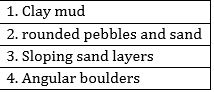 1. Clay mud
2. rounded pebbles and sand
3. Sloping sand layers
4. Angular boulders